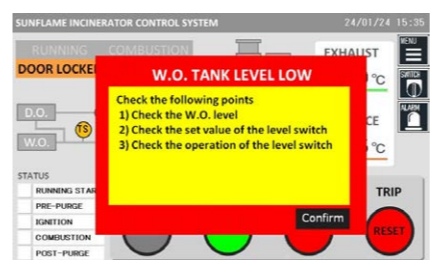 SUNFLAME INCINERATOR CONTROL SYSTEM 24/01/24 15:35
RUNNING COMBUSTION EXHAUST MENU
DOOR LOCKE
W.O. TANK LEVEL LOW
°C SWITCH
Check the following points
1) Check the W.O. level
2) Check the set value of the level switch
3) Check the operation of the level switch
D.O. CE ALARM
TS
W.O. °C
STATUS
RUNNING STAR TRIP
PRE-PURGE
IGNITION Confirm RESET
COMBUSTION
POST-PURGE